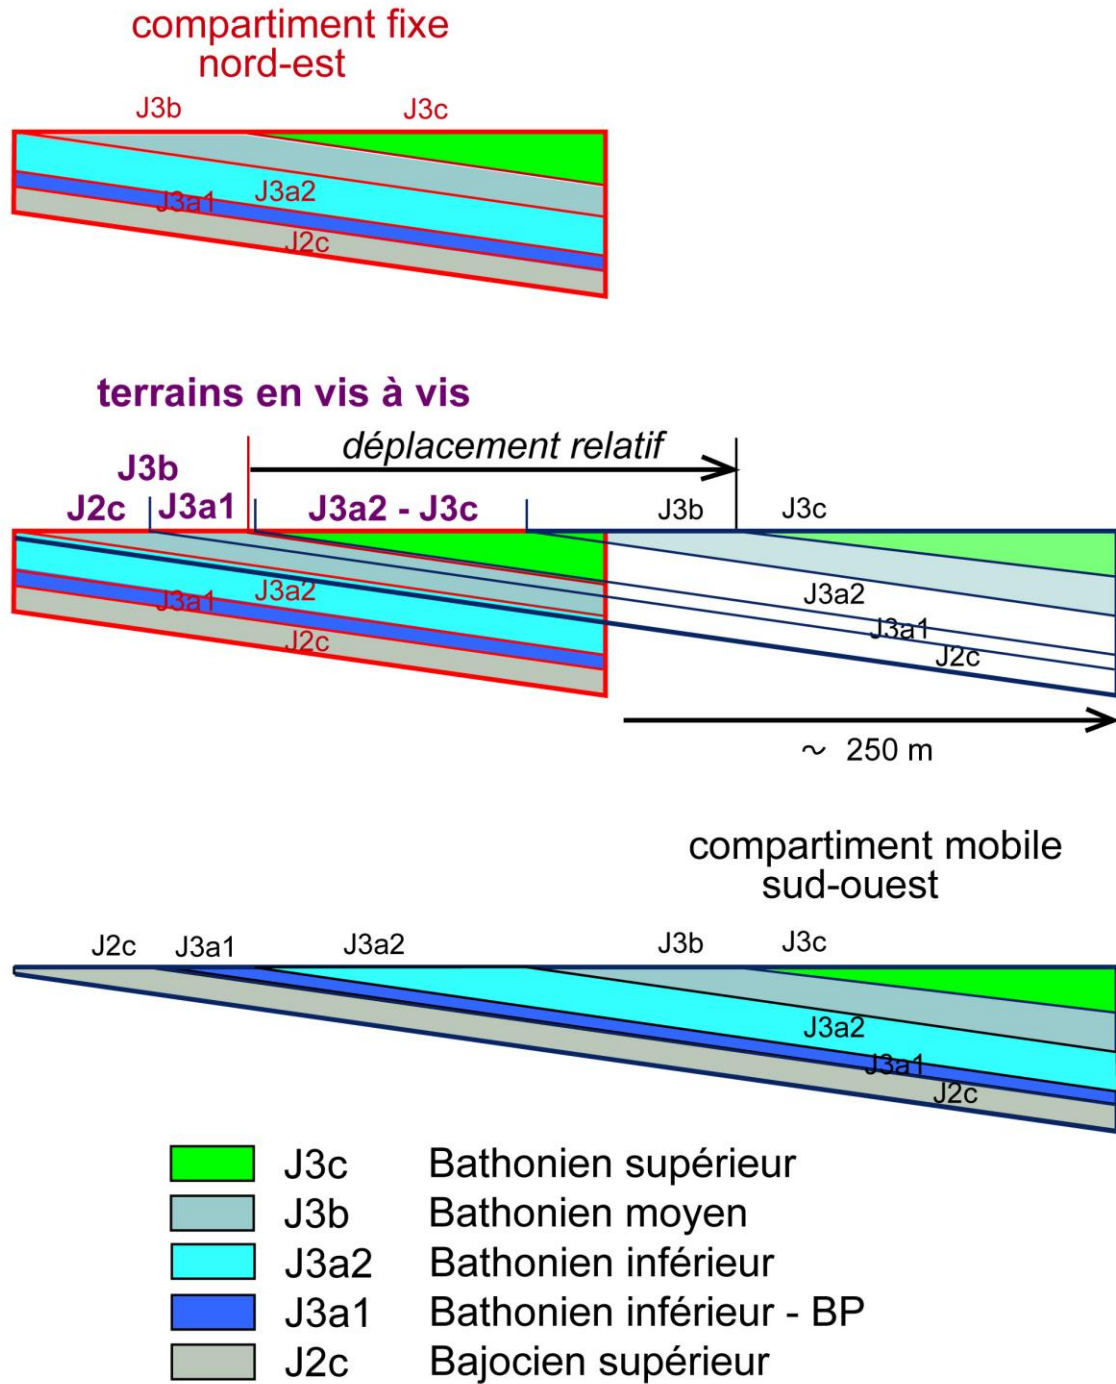 compartiment fixe
nord-est
J3b J3c
J3a2
J3a1
J2c
terrains en vis à vis
déplacement relatif
J3b
J2c J3a1 J3a2 - J3c J3b J3c
J3a2 J3a2
J3a1 J3a1
J2c J2c
~ 250 m
compartiment mobile
sud-ouest
J2c J3a1 J3a2 J3b J3c
J3a2
J3a1
J2c
J3c Bathonien supérieur
J3b Bathonien moyen
J3a2 Bathonien inférieur
J3a1 Bathonien inférieur - BP
J2c Bajocien supérieur